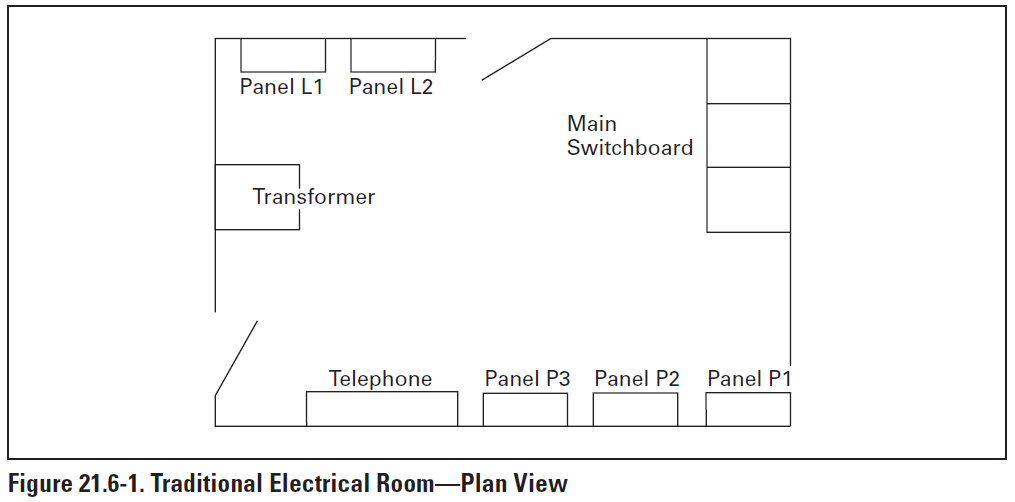 Panel L1 Panel L2
Main
Switchboard
Transformer
Telephone Panel P3 Panel P2 Panel P1
Figure 21.6-1. Traditional Electrical Room—Plan View